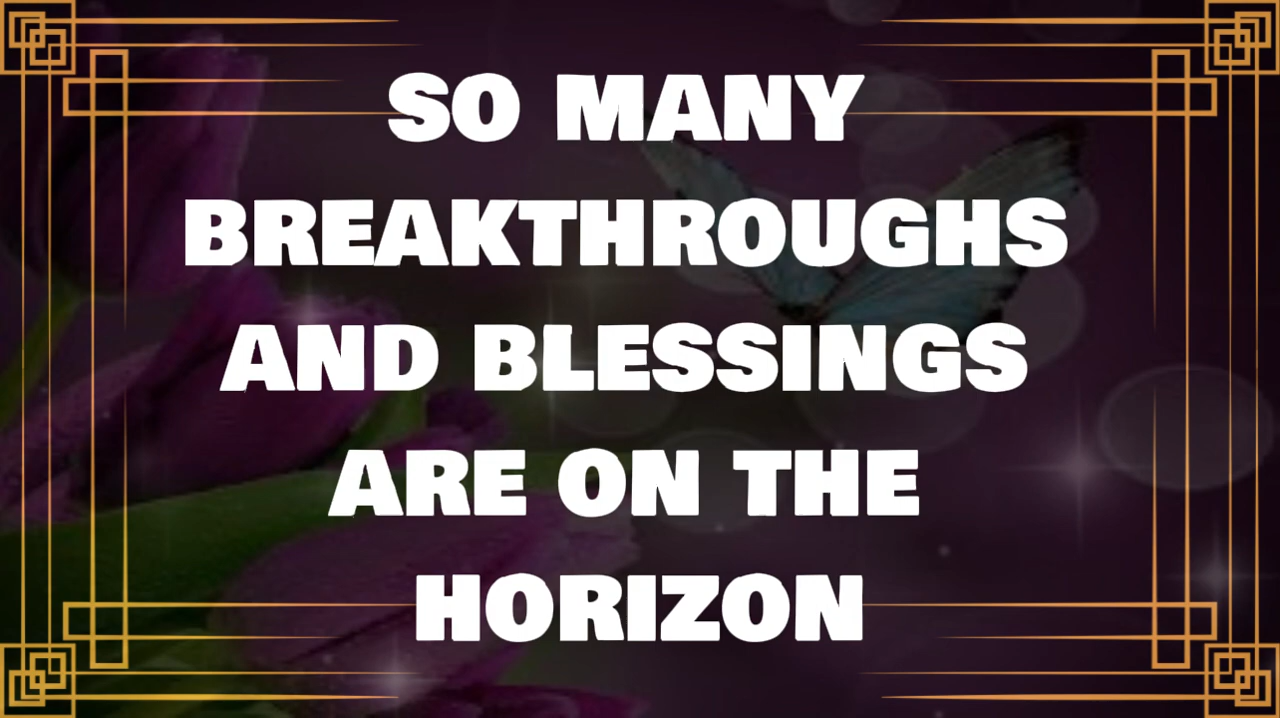 SO MANY
BREAKTHROUGHS
AND BLESSINGS
ARE ON THE
HORIZON